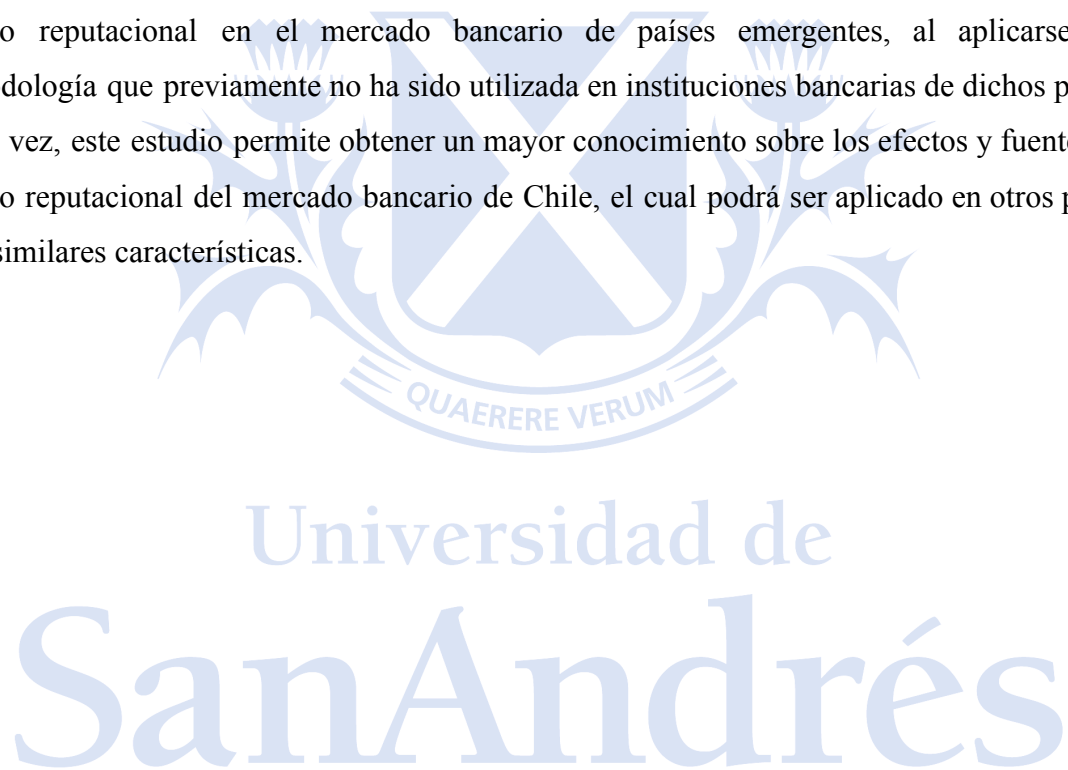 o reputacional en el mercado bancario de países emergentes, al aplicarse
dología que previamente no ha sido utilizada en instituciones bancarias de dichos p
vez, este estudio permite obtener un mayor conocimiento sobre los efectos y fuent
o reputacional del mercado bancario de Chile, el cual podrá ser aplicado en otros p
similares características.
QUAERERE VERUM
Universidad de
SanAndrés